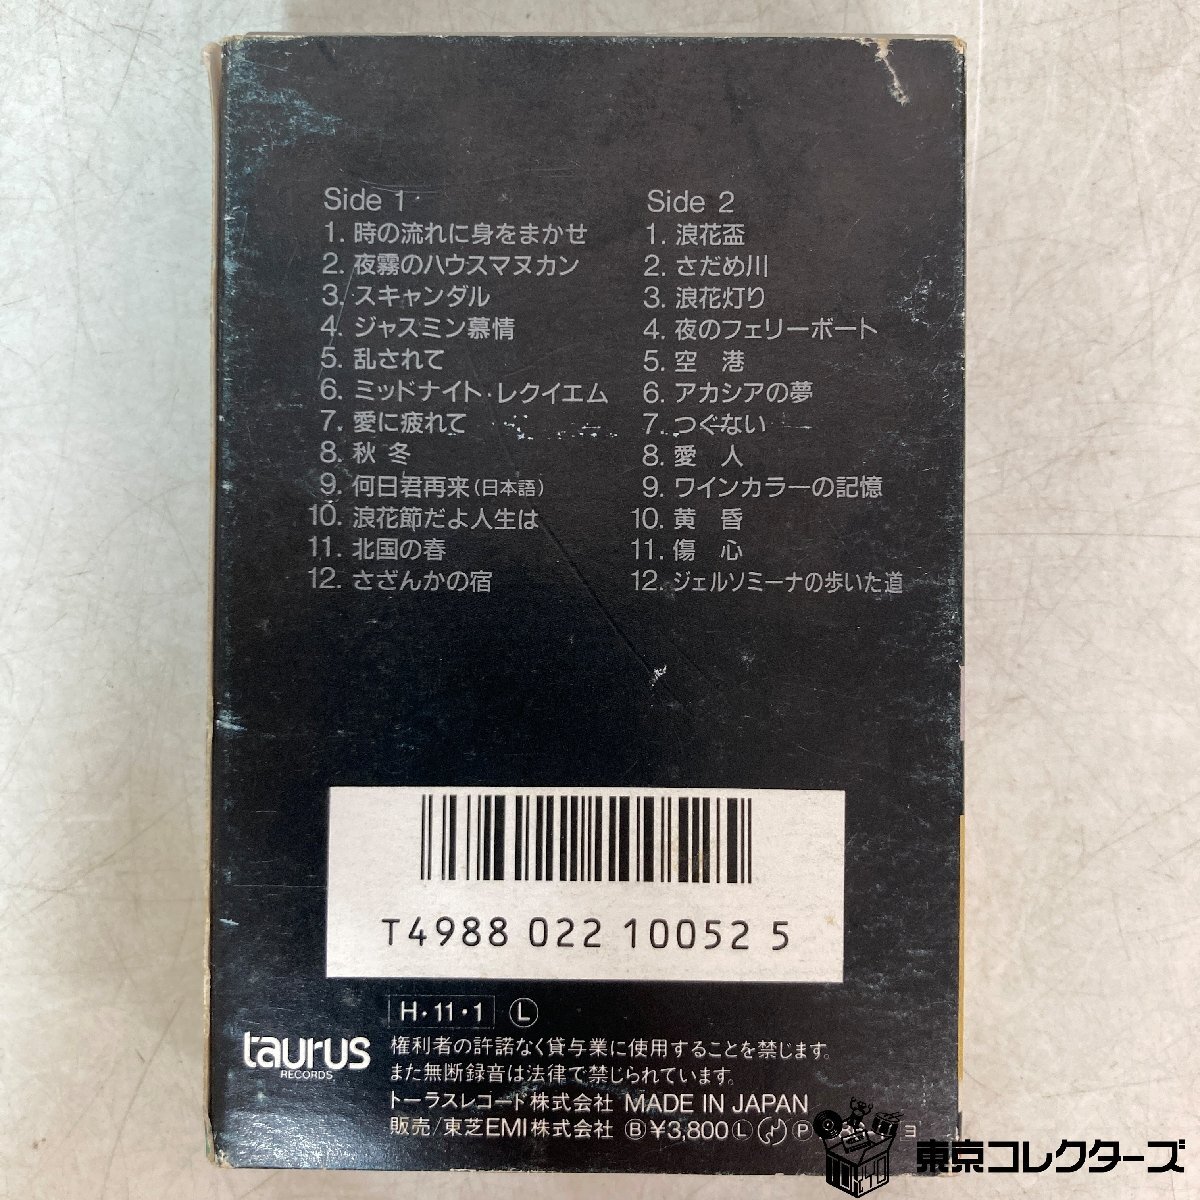 Side 1
1. 時の流れに身をまかせ
2. 夜霧のハウスマヌカン
3. スキャンダル
4. ジャスミン慕情
5. 乱されて
6. ミッドナイト・レクイエム
7. 愛に疲れて
8. 秋 冬
9. 何日君再来(日本語)
10. 浪花節だよ人生は
11. 北国の春
12. さざんかの宿
Side 2
1. 浪花盃
2. さだめ川
3. 浪花灯り
4. 夜のフェリーボート
5. 空 港
6. アカシアの夢
7. つぐない
8. 愛 人
9. ワインカラーの記憶
10. 黄 昏
11. 傷 心
12. ジェルソミーナの歩いた道
T4988 022 10052 5
H・11・1 Ⓛ
taurus
RECORDS
権利者の許諾なく貸与業に使用することを禁じます。
また無断録音は法律で禁じられています。
トーラスレコード株式会社 MADE IN JAPAN
販売/東芝EMI株式会社 Ⓑ ¥3,800 Ⓛ Ⓟ ヨ
東京コレクターズ